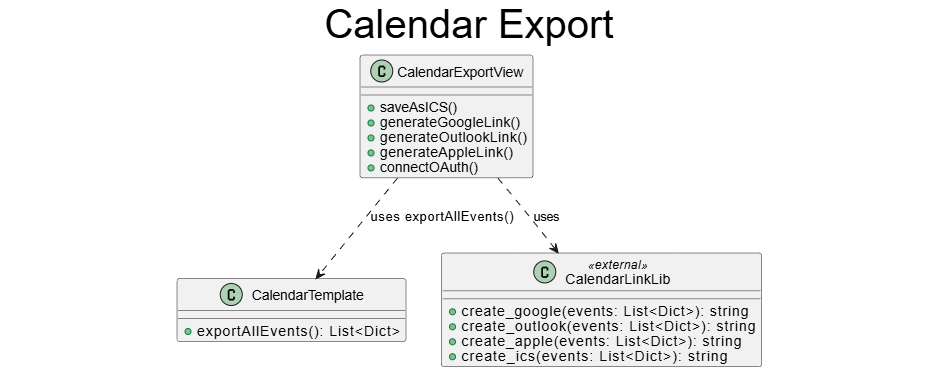 Calendar Export
C CalendarExportView
saveAsICS()
generateGoogleLink()
generateOutlookLink()
generateAppleLink()
connectOAuth()
uses exportAllEvents()
uses
C CalendarTemplate
exportAllEvents(): List<Dict>
«external»
C CalendarLinkLib
create_google(events: List<Dict>): string
create_outlook(events: List<Dict>): string
create_apple(events: List<Dict>): string
create_ics(events: List<Dict>): string